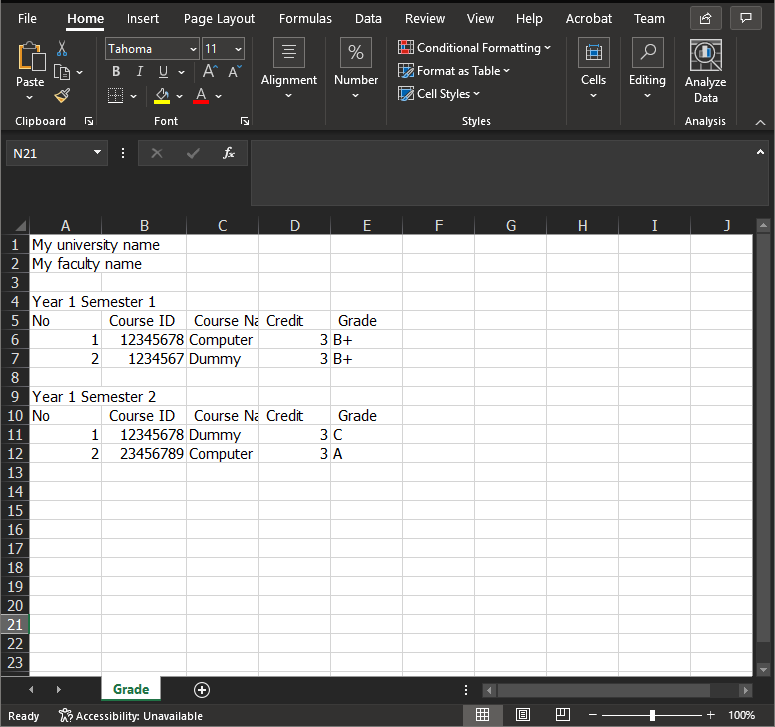 File Home Insert Page Layout Formulas Data Review View Help Acrobat Team
Tahoma 11
Paste
B I U A A
A
Alignment
%
Number
Conditional Formatting
Format as Table
Cell Styles
Cells
Editing
Analyze
Data
Clipboard Font Styles Analysis
N21 fx
A B C D E F G H I J
1 My university name
2 My faculty name
3
4 Year 1 Semester 1
5 No Course ID Course Na Credit Grade
6 1 12345678 Computer 3 B+
7 2 1234567 Dummy 3 B+
8
9 Year 1 Semester 2
10 No Course ID Course Na Credit Grade
11 1 12345678 Dummy 3 C
12 2 23456789 Computer 3 A
13
14
15
16
17
18
19
20
21
22
23
Grade
Ready Accessibility: Unavailable 100%